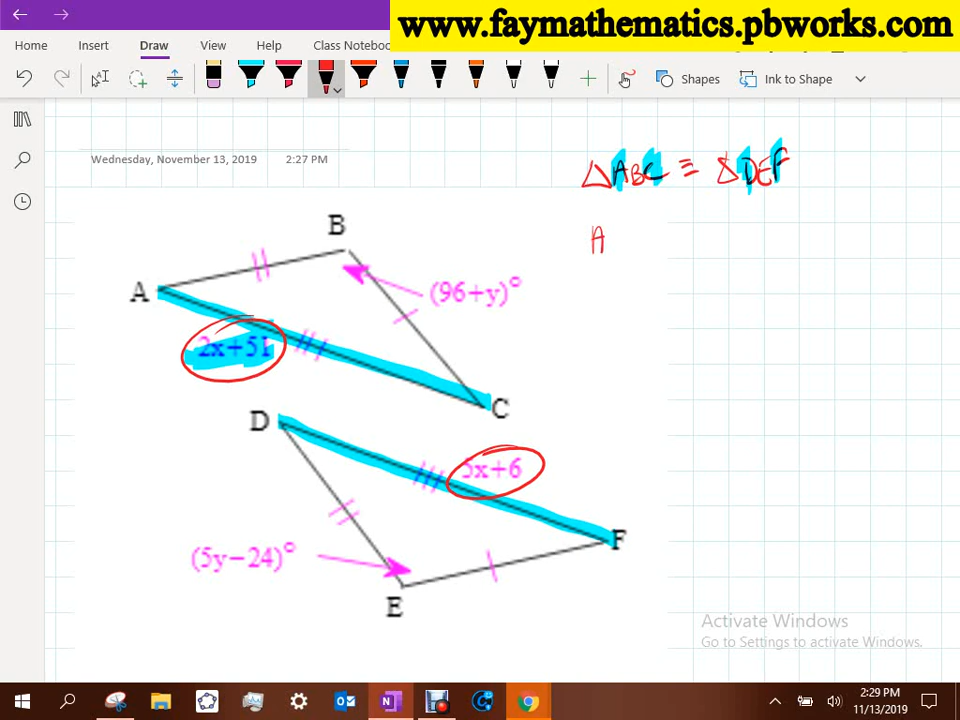 www.faymathematics.pbworks.com
Home Insert Draw View Help Class Notebook
Shapes Ink to Shape
Wednesday, November 13, 2019 2:27 PM
△ABC ≅ △DEF
A
B
A
(96+y)°
2x+51
C
D
5x+6
F
(5y−24)°
E
Activate Windows
Go to Settings to activate Windows.
2:29 PM
11/13/2019